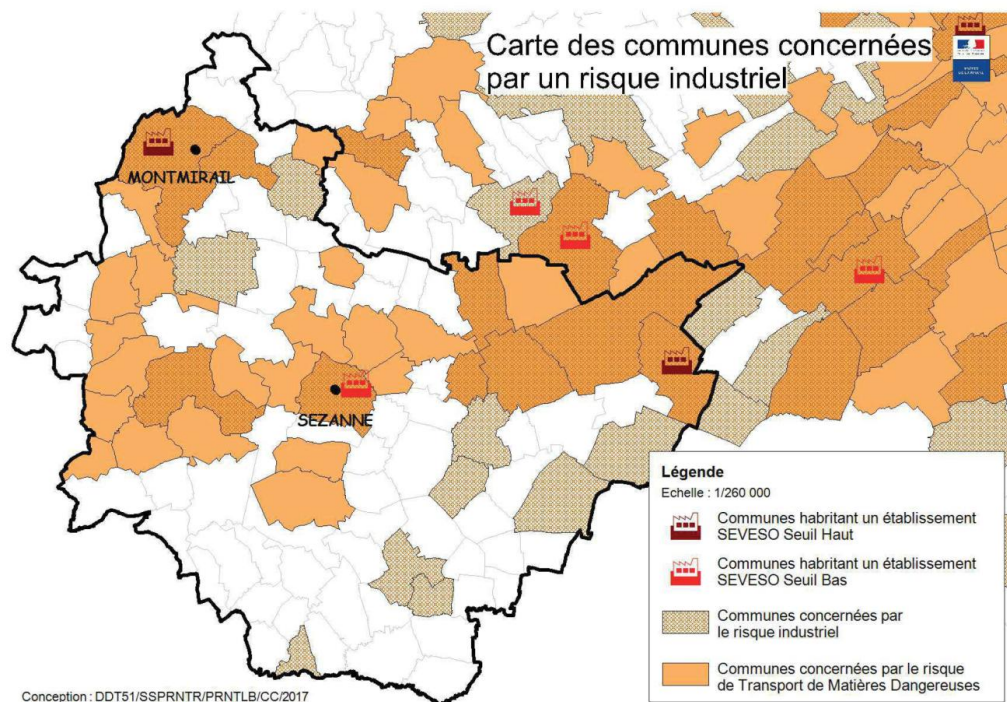 Carte des communes concernées
par un risque industriel
MONTMIRAIL
SEZANNE
Légende
Echelle : 1/260 000
Communes habritant un établissement
SEVESO Seuil Haut
Communes habritant un établissement
SEVESO Seuil Bas
Communes concernées par
le risque industriel
Communes concernées par le risque
de Transport de Matières Dangereuses
Conception : DDT51/SSPRNTR/PRNTLB/CC/2017